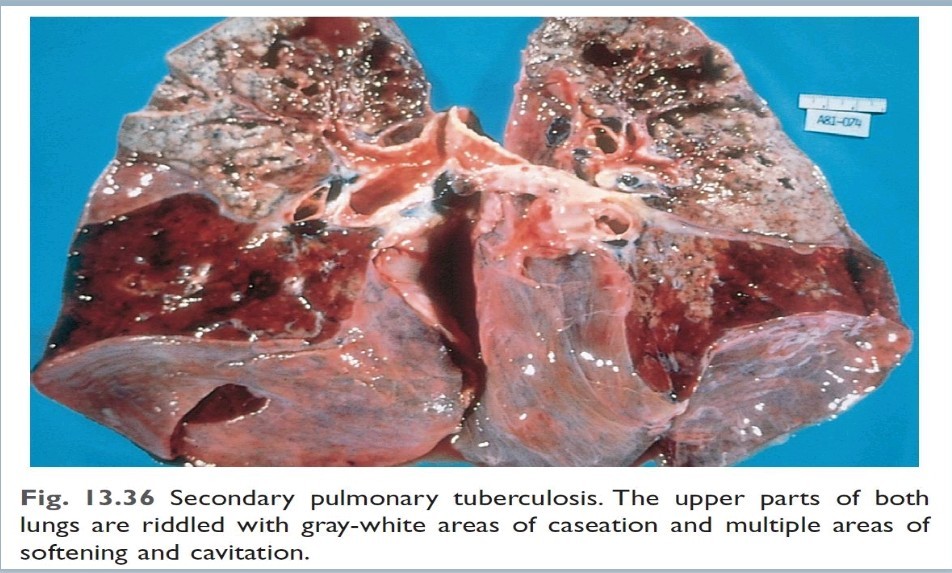 A81-074
Fig. 13.36 Secondary pulmonary tuberculosis. The upper parts of both
lungs are riddled with gray-white areas of caseation and multiple areas of
softening and cavitation.